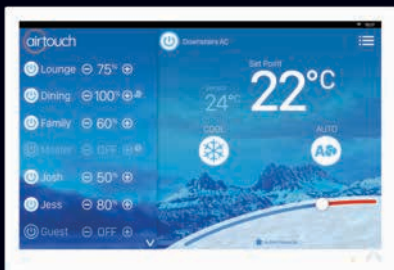 airtouch
Lounge 75%
Dining 100%
Family 60%
Master OFF
Josh 50%
Jess 80%
Guest OFF
Downstairs AC
Set Point
22°C
24°C
COOL
AUTO